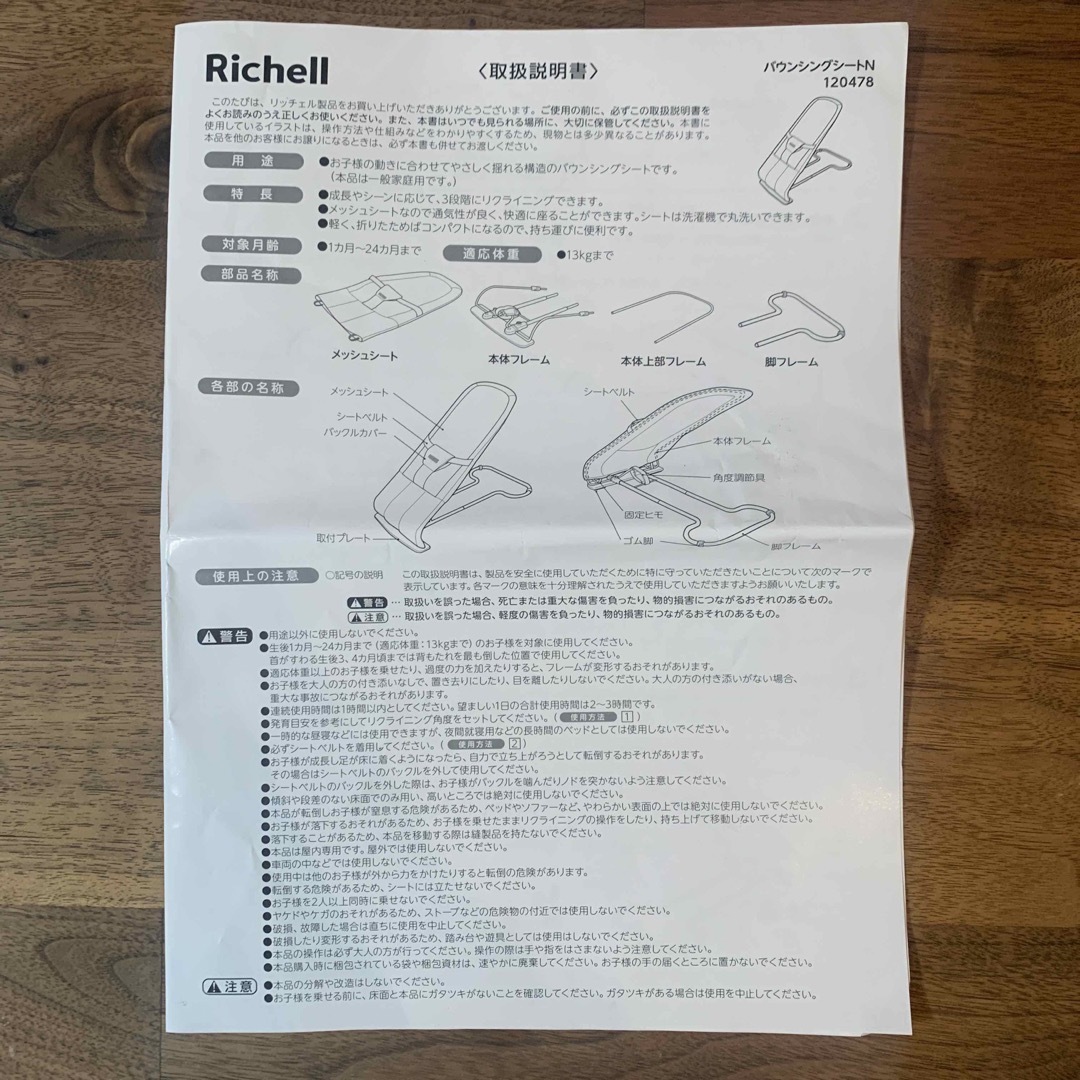 Richell
〈取扱説明書〉
バウンシングシートN
120478
このたびは、リッチェル製品をお買い上げいただきありがとうございます。ご使用の前に、必ずこの取扱説明書を
よくお読みのうえ正しくお使いください。また、本書はいつでも見られる場所に、大切に保管してください。本書に
使用しているイラストは、操作方法や仕組みなどをわかりやすくするため、現物とは多少異なることがあります。
本品を他のお客様にお譲りになるときは、必ず本書も併せてお渡しください。
用途
●お子様の動きに合わせてやさしく揺れる構造のバウンシングシートです。
（本品は一般家庭用です。）
特長
●成長やシーンに応じて、3段階にリクライニングできます。
●メッシュシートなので通気性が良く、快適に座ることができます。シートは洗濯機で丸洗いできます。
●軽く、折りたためばコンパクトになるので、持ち運びに便利です。
対象月齢 ●1カ月～24カ月まで 適応体重 ●13kgまで
部品名称
メッシュシート 本体フレーム 本体上部フレーム 脚フレーム
各部の名称
メッシュシート
シートベルト
バックルカバー
取付プレート
シートベルト
本体フレーム
角度調節具
固定ヒモ
ゴム脚
脚フレーム
使用上の注意 ○記号の説明 この取扱説明書は、製品を安全に使用していただくために特に守っていただきたいことについて次のマークで
表示しています。各マークの意味を十分理解されたうえで使用していただきますようお願いいたします。
警告 … 取扱いを誤った場合、死亡または重大な傷害を負ったり、物的損害につながるおそれのあるもの。
注意 … 取扱いを誤った場合、軽度の傷害を負ったり、物的損害につながるおそれのあるもの。
警告 ●用途以外に使用しないでください。
●生後1カ月～24カ月まで（適応体重：13kgまで）のお子様を対象に使用してください。
首がすわる生後3、4カ月頃までは背もたれを最も倒した位置で使用してください。
●適応体重以上のお子様を乗せたり、過度の力を加えたりすると、フレームが変形するおそれがあります。
●お子様を大人の方の付き添いなしで、置き去りにしたり、目を離したりしないでください。大人の方の付き添いがない場合、
重大な事故につながるおそれがあります。
●連続使用時間は1時間以内としてください。望ましい1日の合計使用時間は2～3時間です。
●発育目安を参考にしてリクライニング角度をセットしてください。（使用方法 1）
●一時的な昼寝などには使用できますが、夜間就寝用などの長時間のベッドとしては使用しないでください。
●必ずシートベルトを着用してください。（使用方法 2）
●お子様が成長し足が床に着くようになったら、自力で立ち上がろうとして転倒するおそれがあります。
その場合はシートベルトのバックルを外して使用してください。
●シートベルトのバックルを外した際は、お子様がバックルを噛んだりノドを突かないよう注意してください。
●傾斜や段差のない床面でのみ用い、高いところでは絶対に使用しないでください。
●本品が転倒しお子様が窒息する危険があるため、ベッドやソファーなど、やわらかい表面の上では絶対に使用しないでください。
●お子様が落下するおそれがあるため、お子様を乗せたままリクライニングの操作をしたり、持ち上げて移動しないでください。
●落下することがあるため、本品を移動する際は縫製品を持たないでください。
●本品は屋内専用です。屋外では使用しないでください。
●車両の中などでは使用しないでください。
●使用中は他のお子様が外から力をかけたりすると転倒の危険があります。
●転倒する危険があるため、シートには立たせないでください。
●お子様を2人以上同時に乗せないでください。
●ヤケドやケガのおそれがあるため、ストーブなどの危険物の付近では使用しないでください。
●破損、故障した場合は直ちに使用を中止してください。
●破損したり変形するおそれがあるため、踏み台や遊具としては使用はしないでください。
●本品の操作は必ず大人の方が行ってください。操作の際は手や指をはさまないよう注意してください。
●本品購入時に梱包されている袋や梱包資材は、速やかに廃棄してください。お子様の手の届くところに置かないでください。
注意 ●本品の分解や改造はしないでください。
●お子様を乗せる前に、床面と本品にガタツキがないことを確認してください。ガタツキがある場合は使用を中止してください。